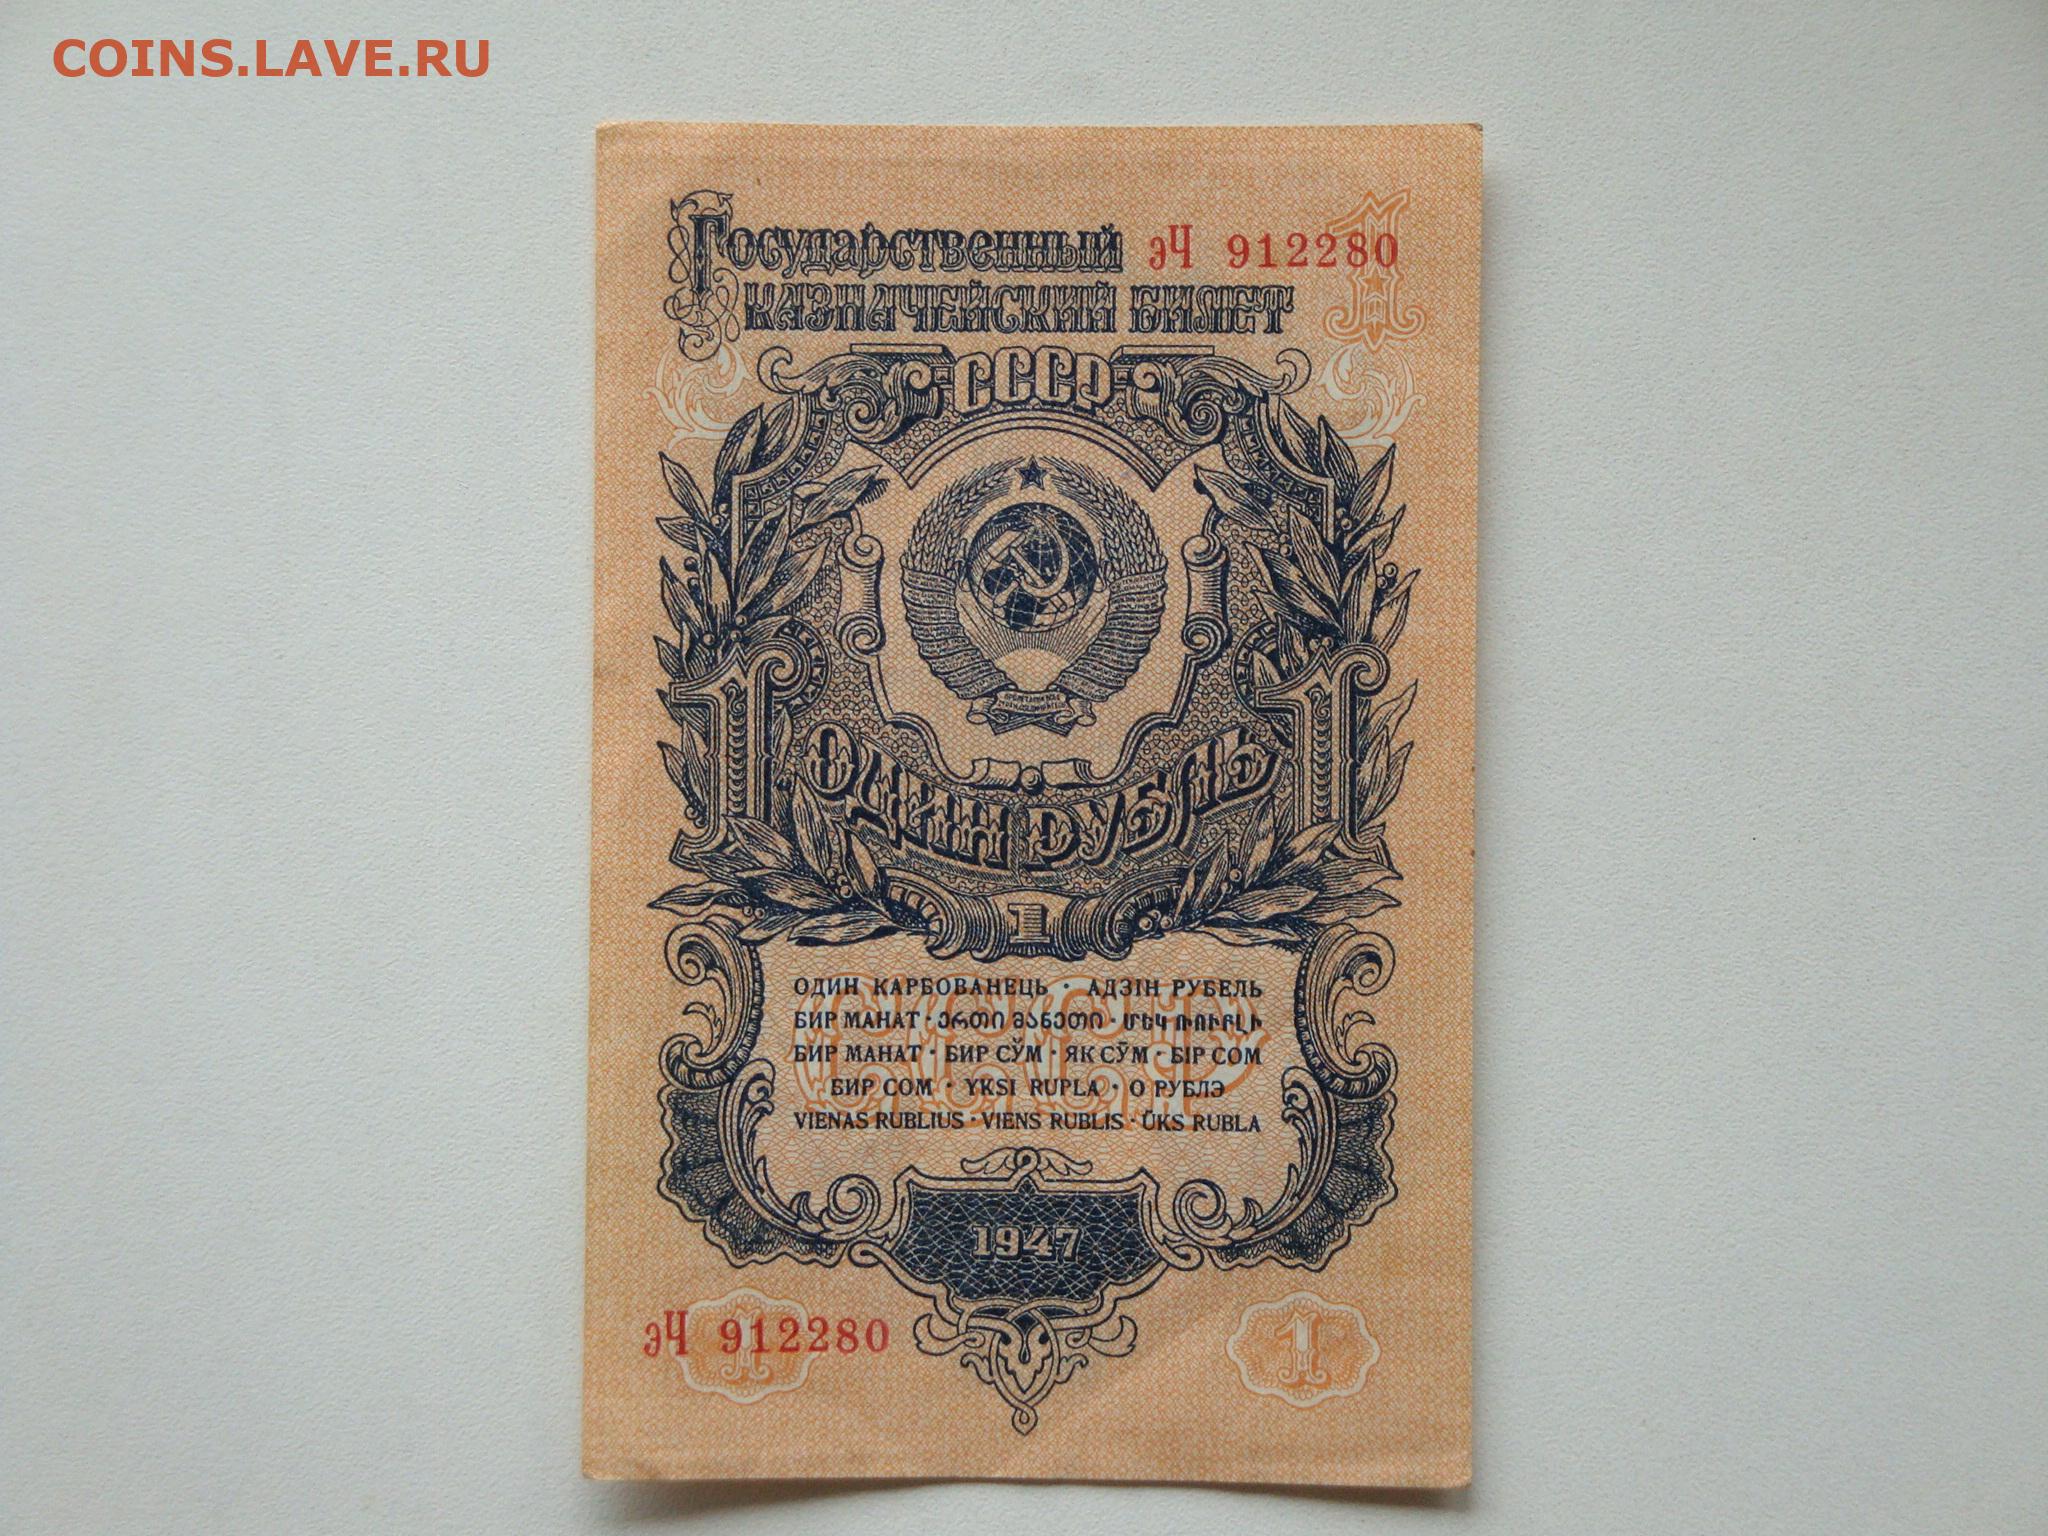 COINS.LAVE.RU
Государственный эЧ 912280
КАЗНАЧЕЙСКИЙ БИЛЕТ
СССР
1 1
ОДИН РУБЛЬ
1
ОДИН КАРБОВАНЕЦЬ · АДЗІН РУБЕЛЬ
БИР МАНАТ · ერთი მანეთი · ՄԵԿ ՌՈՒԲԼԻ
БИР МАНАТ · БИР СЎМ · ЯК СӮМ · БІР СОМ
БИР СОМ · YKSI RUPLA · О РУБЛЭ
VIENAS RUBLIUS · VIENS RUBLIS · ÜKS RUBLA
1947
эЧ 912280
1 1